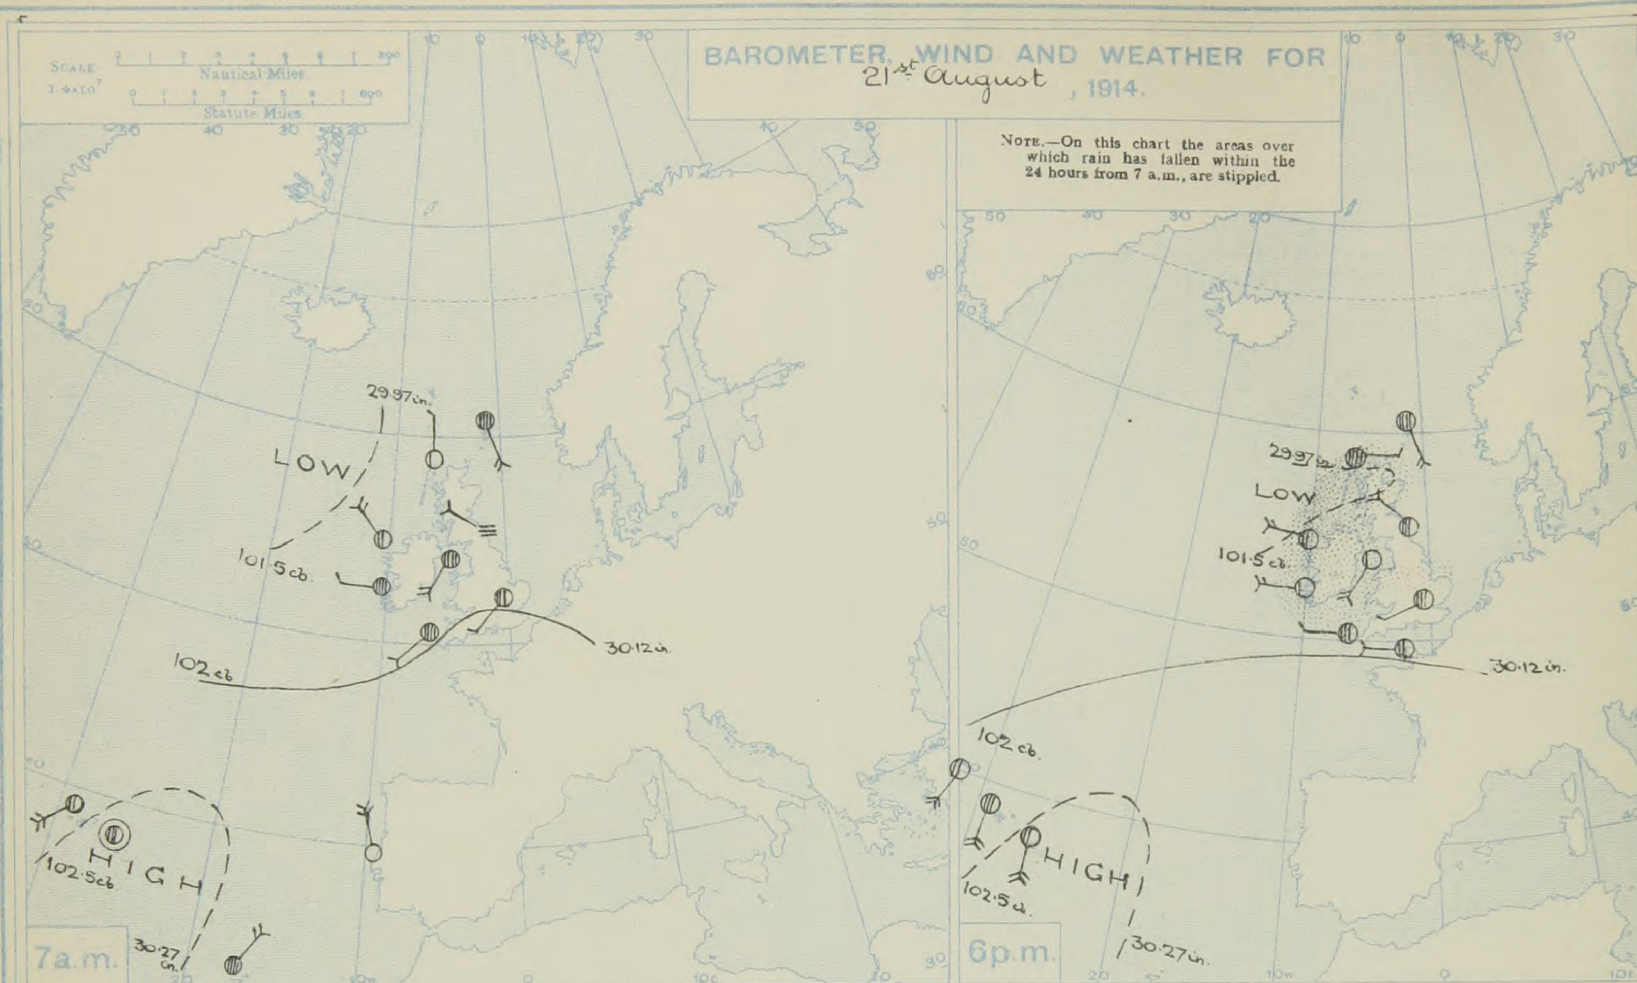 SCALE
Nautical Miles
Statute Miles
BAROMETER, WIND AND WEATHER FOR
21st August , 1914.
NOTE.—On this chart the areas over
which rain has fallen within the
24 hours from 7 a.m., are stippled.
29.97 in.
LOW
101.5 cb.
102 cb
30.12 in.
HIGH
102.5 cb
30.27
in.
7a.m.
29.97 in
LOW
101.5 cb.
30.12 in.
102 cb.
HIGH
102.5 cb.
30.27 in.
6p.m.